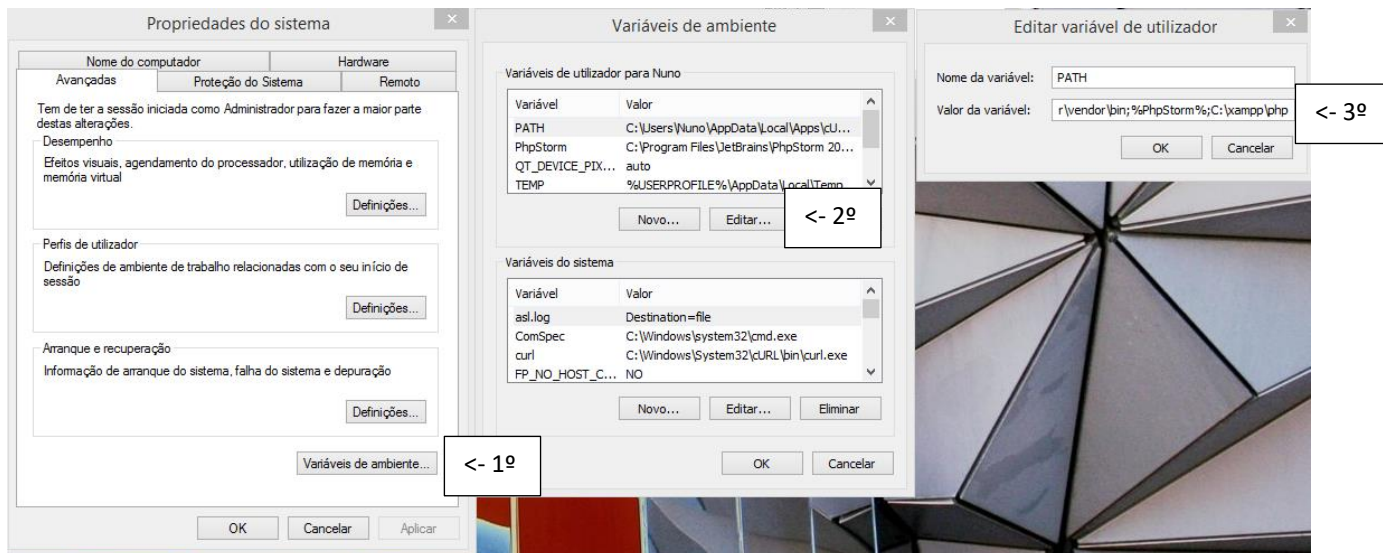 Propriedades do sistema
Nome do computador
Hardware
Avançadas
Proteção do Sistema
Remoto
Tem de ter a sessão iniciada como Administrador para fazer a maior parte
destas alterações.
Desempenho
Efeitos visuais, agendamento do processador, utilização de memória e
memória virtual
Definições...
Perfis de utilizador
Definições de ambiente de trabalho relacionadas com o seu início de
sessão
Definições...
Arranque e recuperação
Informação de arranque do sistema, falha do sistema e depuração
Definições...
Variáveis de ambiente...
<- 1º
OK
Cancelar
Aplicar
Variáveis de ambiente
Variáveis de utilizador para Nuno
Variável Valor
PATH C:\Users\Nuno\AppData\Local\Apps\cU...
PhpStorm C:\Program Files\JetBrains\PhpStorm 20...
QT_DEVICE_PIX... auto
TEMP %USERPROFILE%\AppData\Local\Temp
Novo...
Editar...
<- 2º
Variáveis do sistema
Variável Valor
asl.log Destination=file
ComSpec C:\Windows\system32\cmd.exe
curl C:\Windows\System32\cURL\bin\curl.exe
FP_NO_HOST_C... NO
Novo...
Editar...
Eliminar
OK
Cancelar
Editar variável de utilizador
Nome da variável: PATH
Valor da variável: r\vendor\bin;%PhpStorm%;C:\xampp\php
<- 3º
OK
Cancelar